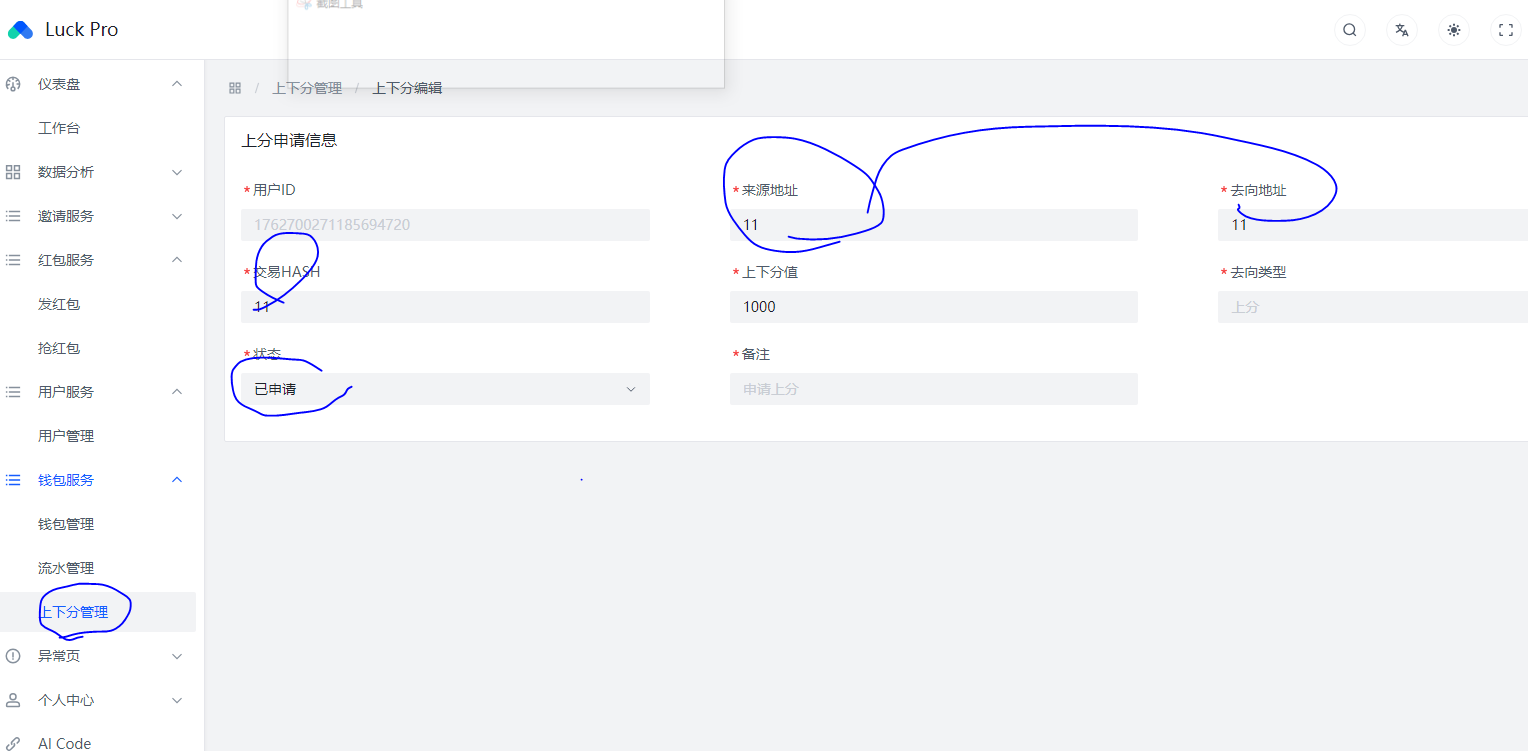 截图工具
Luck Pro
仪表盘
工作台
数据分析
邀请服务
红包服务
发红包
抢红包
用户服务
用户管理
钱包服务
钱包管理
流水管理
上下分管理
异常页
个人中心
AI Code
/ 上下分管理 / 上下分编辑
上分申请信息
* 用户ID
1762700271185694720
* 来源地址
11
* 去向地址
11
* 交易HASH
11
* 上下分值
1000
* 去向类型
上分
* 状态
已申请
* 备注
申请上分